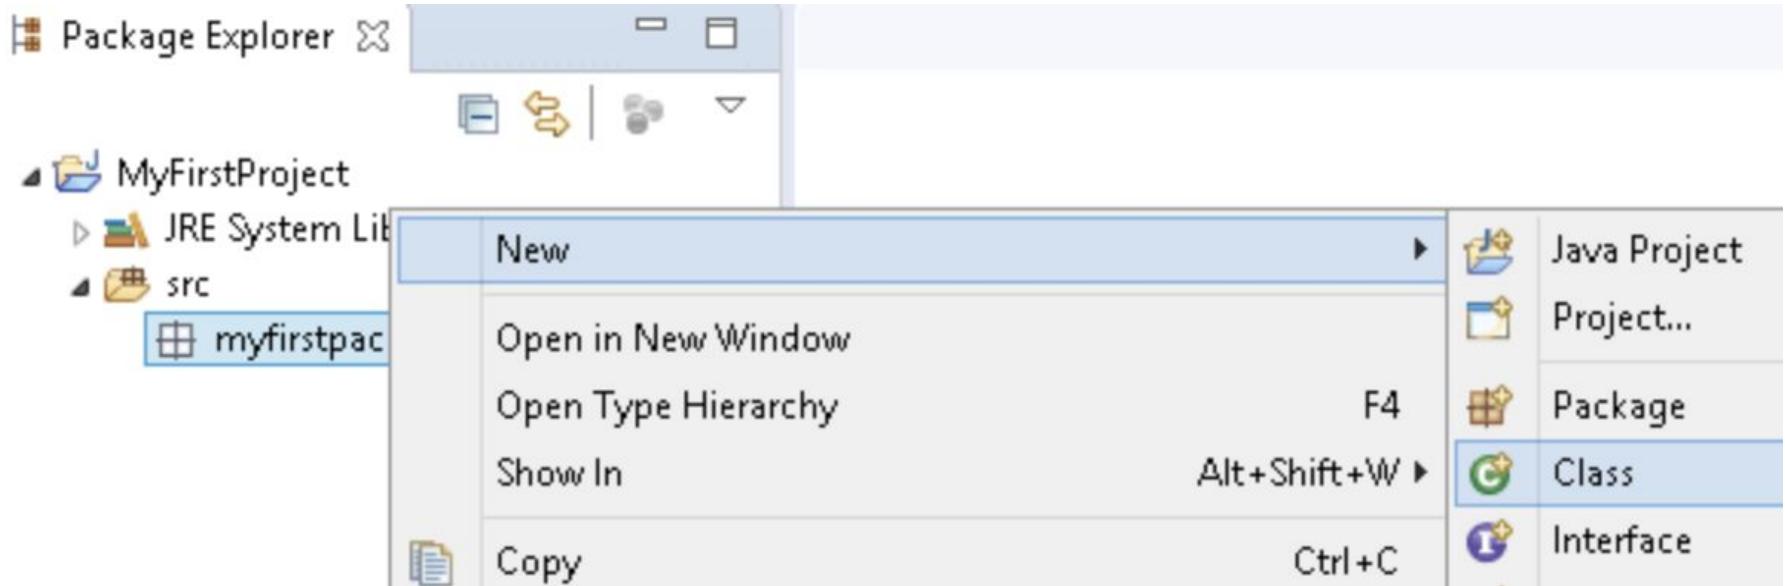 Package Explorer
MyFirstProject
JRE System Lib
src
myfirstpac
New
Open in New Window
Open Type Hierarchy F4
Show In Alt+Shift+W
Copy Ctrl+C
Java Project
Project...
Package
Class
Interface